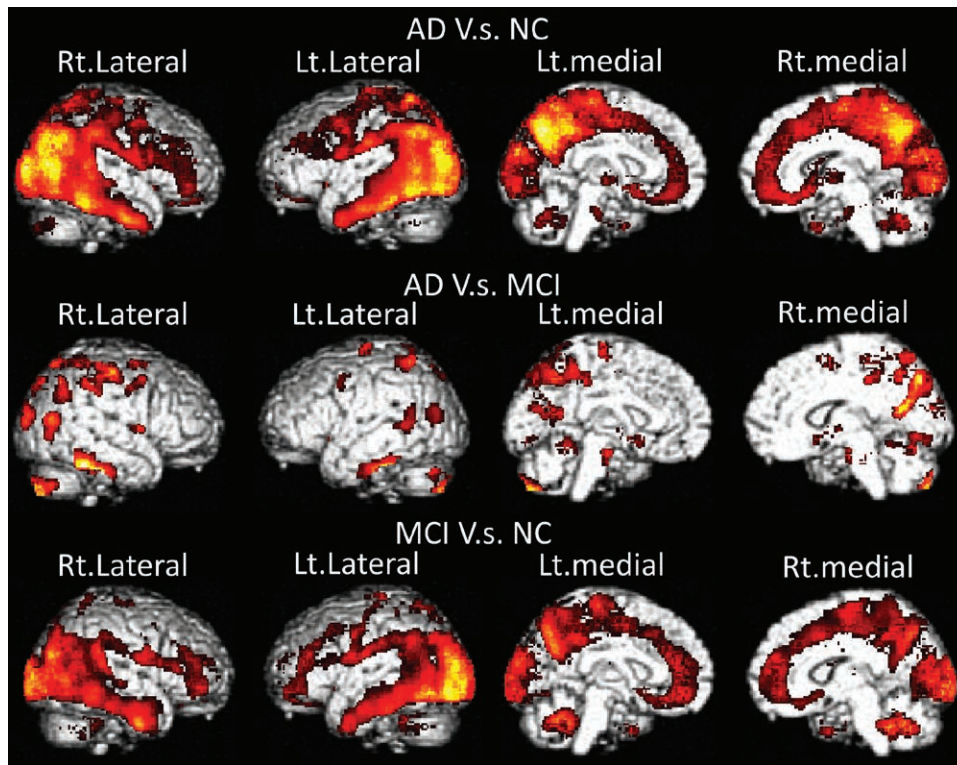 AD V.s. NC
Rt.Lateral Lt.Lateral Lt.medial Rt.medial
AD V.s. MCI
Rt.Lateral Lt.Lateral Lt.medial Rt.medial
MCI V.s. NC
Rt.Lateral Lt.Lateral Lt.medial Rt.medial